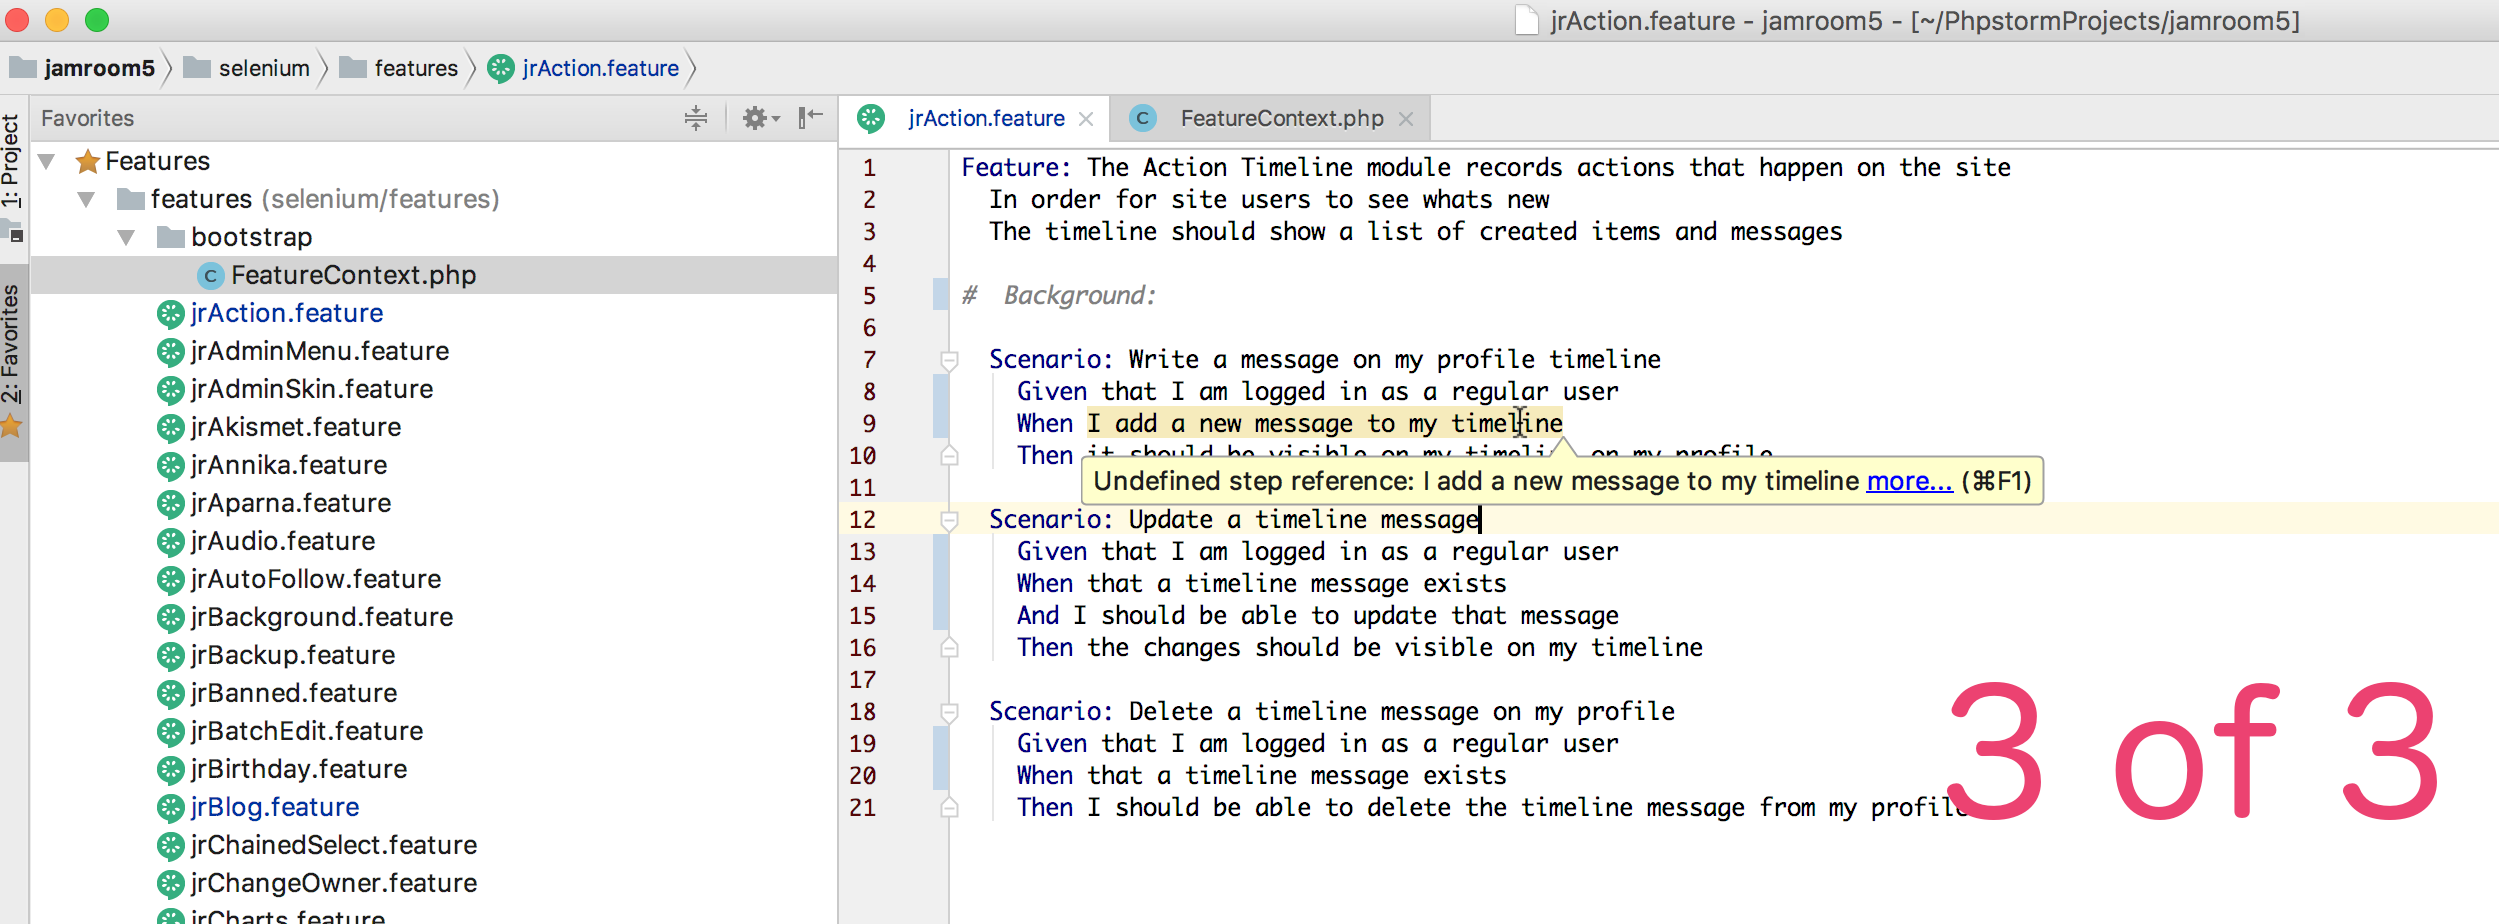 jrAction.feature - jamroom5 - [~/PhpstormProjects/jamroom5]
jamroom5 selenium features jrAction.feature
1: Project
2: Favorites
Favorites
Features
features (selenium/features)
bootstrap
C FeatureContext.php
jrAction.feature
jrAdminMenu.feature
jrAdminSkin.feature
jrAkismet.feature
jrAnnika.feature
jrAparna.feature
jrAudio.feature
jrAutoFollow.feature
jrBackground.feature
jrBackup.feature
jrBanned.feature
jrBatchEdit.feature
jrBirthday.feature
jrBlog.feature
jrChainedSelect.feature
jrChangeOwner.feature
jrCharts.feature
jrAction.feature C FeatureContext.php
1 Feature: The Action Timeline module records actions that happen on the site
2 In order for site users to see whats new
3 The timeline should show a list of created items and messages
4
5 # Background:
6
7 Scenario: Write a message on my profile timeline
8 Given that I am logged in as a regular user
9 When I add a new message to my timeline
10 Then it should be visible on my timeline on my profile
Undefined step reference: I add a new message to my timeline more... (⌘F1)
11
12 Scenario: Update a timeline message
13 Given that I am logged in as a regular user
14 When that a timeline message exists
15 And I should be able to update that message
16 Then the changes should be visible on my timeline
17
18 Scenario: Delete a timeline message on my profile
19 Given that I am logged in as a regular user
20 When that a timeline message exists
21 Then I should be able to delete the timeline message from my profile
3 of 3